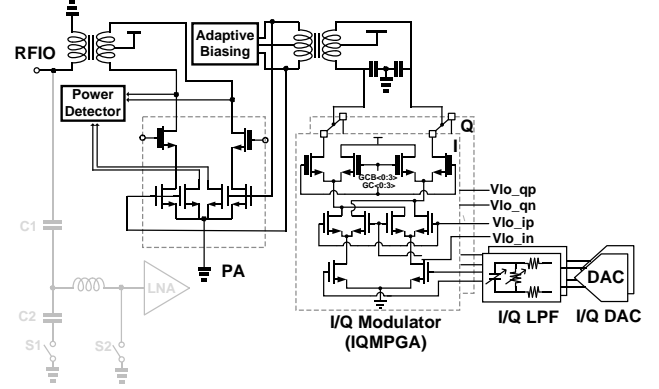 RFIO
Adaptive
Biasing
Power
Detector
Q
I
GCB<0:3>
GC<0:3>
Vlo_qp
Vlo_qn
Vlo_ip
Vlo_in
C1
PA
LNA
C2
S1
S2
DAC
I/Q Modulator
(IQMPGA)
I/Q LPF
I/Q DAC